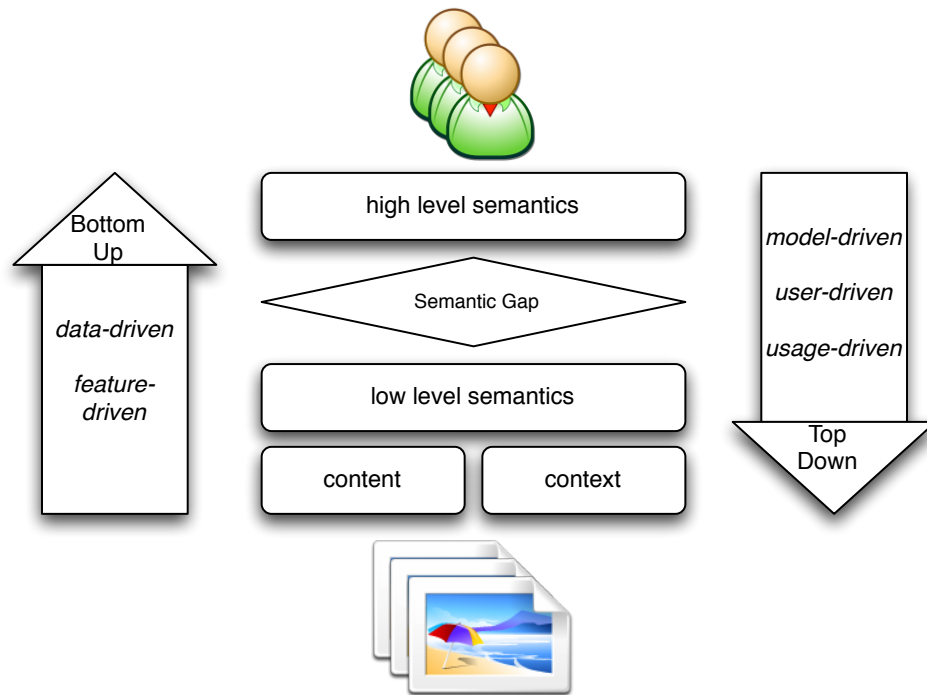 high level semantics
Bottom
Up
data-driven
feature-
driven
Semantic Gap
low level semantics
content
context
model-driven
user-driven
usage-driven
Top
Down